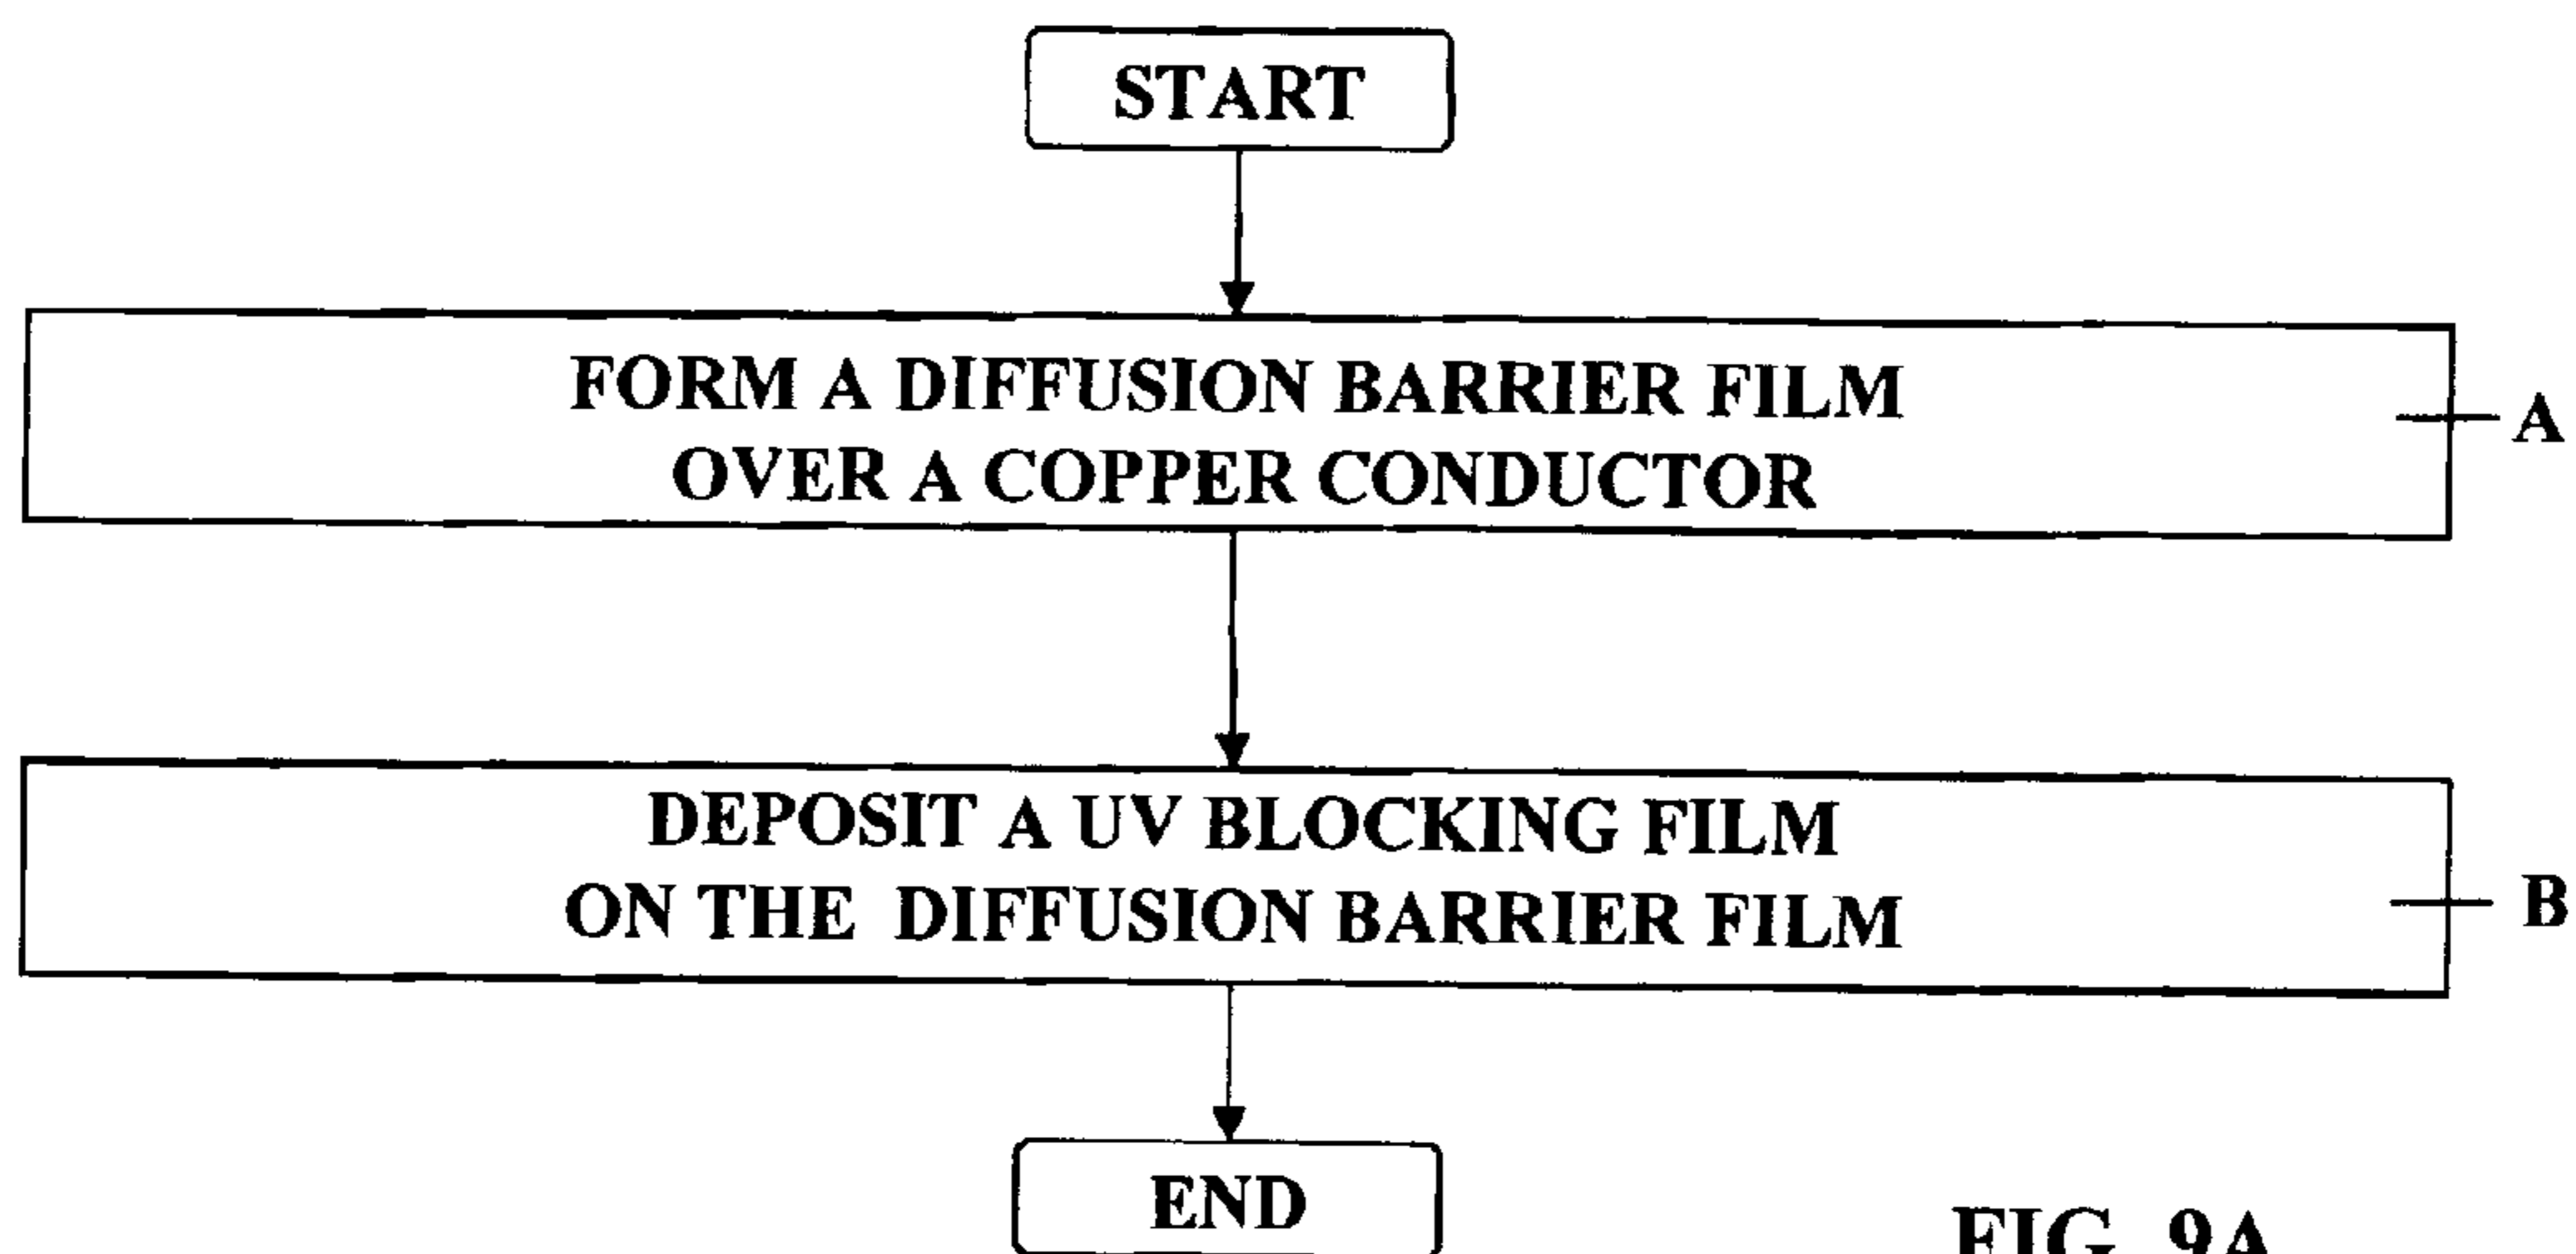 START
FORM A DIFFUSION BARRIER FILM
OVER A COPPER CONDUCTOR
A
DEPOSIT A UV BLOCKING FILM
ON THE DIFFUSION BARRIER FILM
B
END
FIG. 9A